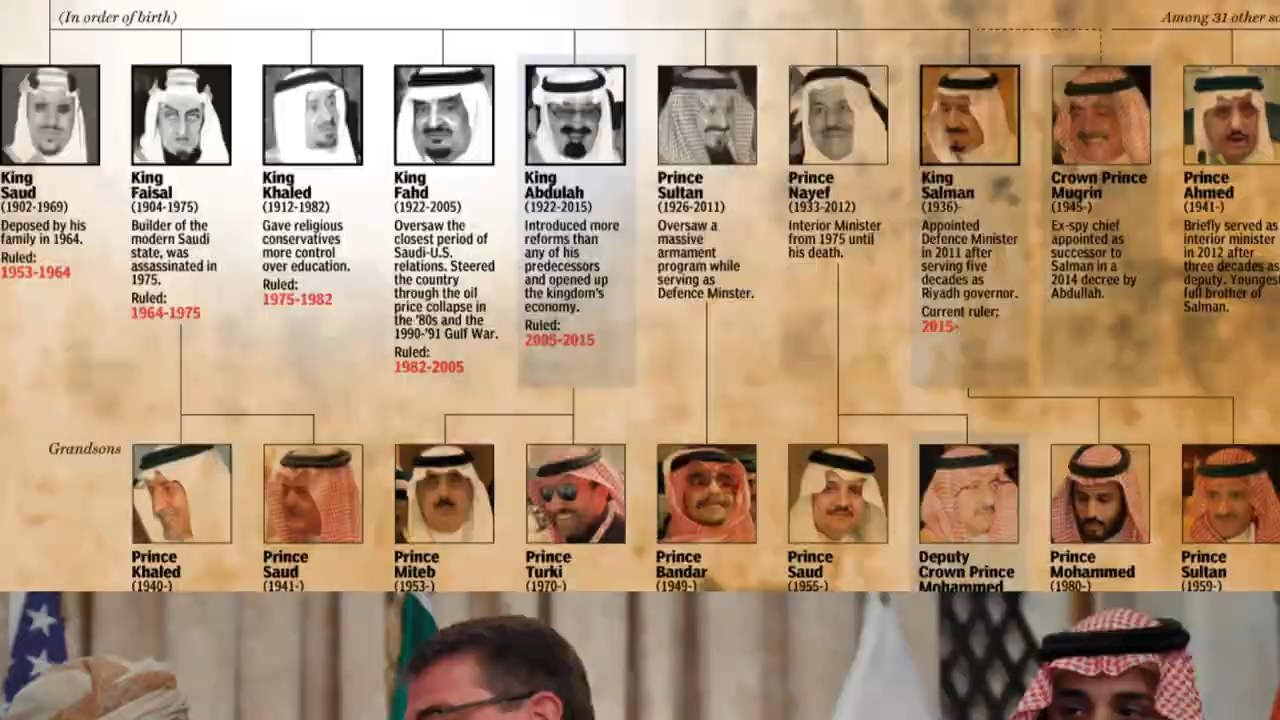 (In order of birth)
Among 31 other so
King
Saud
(1902-1969)
Deposed by his
family in 1964.
Ruled:
1953-1964
King
Faisal
(1904-1975)
Builder of the
modern Saudi
state, was
assassinated in
1975.
Ruled:
1964-1975
King
Khaled
(1912-1982)
Gave religious
conservatives
more control
over education.
Ruled:
1975-1982
King
Fahd
(1922-2005)
Oversaw the
closest period of
Saudi-U.S.
relations. Steered
the country
through the oil
price collapse in
the '80s and the
1990-'91 Gulf War.
Ruled:
1982-2005
King
Abdulah
(1922-2015)
Introduced more
reforms than
any of his
predecessors
and opened up
the kingdom's
economy.
Ruled:
2005-2015
Prince
Sultan
(1926-2011)
Oversaw a
massive
armament
program while
serving as
Defence Minster.
Prince
Nayef
(1933-2012)
Interior Minister
from 1975 until
his death.
King
Salman
(1936)-
Appointed
Defence Minister
in 2011 after
serving five
decades as
Riyadh governor.
Current ruler:
2015-
Crown Prince
Muqrin
(1945-)
Ex-spy chief
appointed as
successor to
Salman in a
2014 decree by
Abdullah.
Prince
Ahmed
(1941-)
Briefly served as
interior minister
in 2012 after
three decades as
deputy. Youngest
full brother of
Salman.
Grandsons
Prince
Khaled
(1940-)
Prince
Saud
(1941-)
Prince
Miteb
(1953-)
Prince
Turki
(1970-)
Prince
Bandar
(1949-)
Prince
Saud
(1956-)
Deputy
Crown Prince
Mohammed
Prince
Mohammed
(1980-)
Prince
Sultan
(1959-)